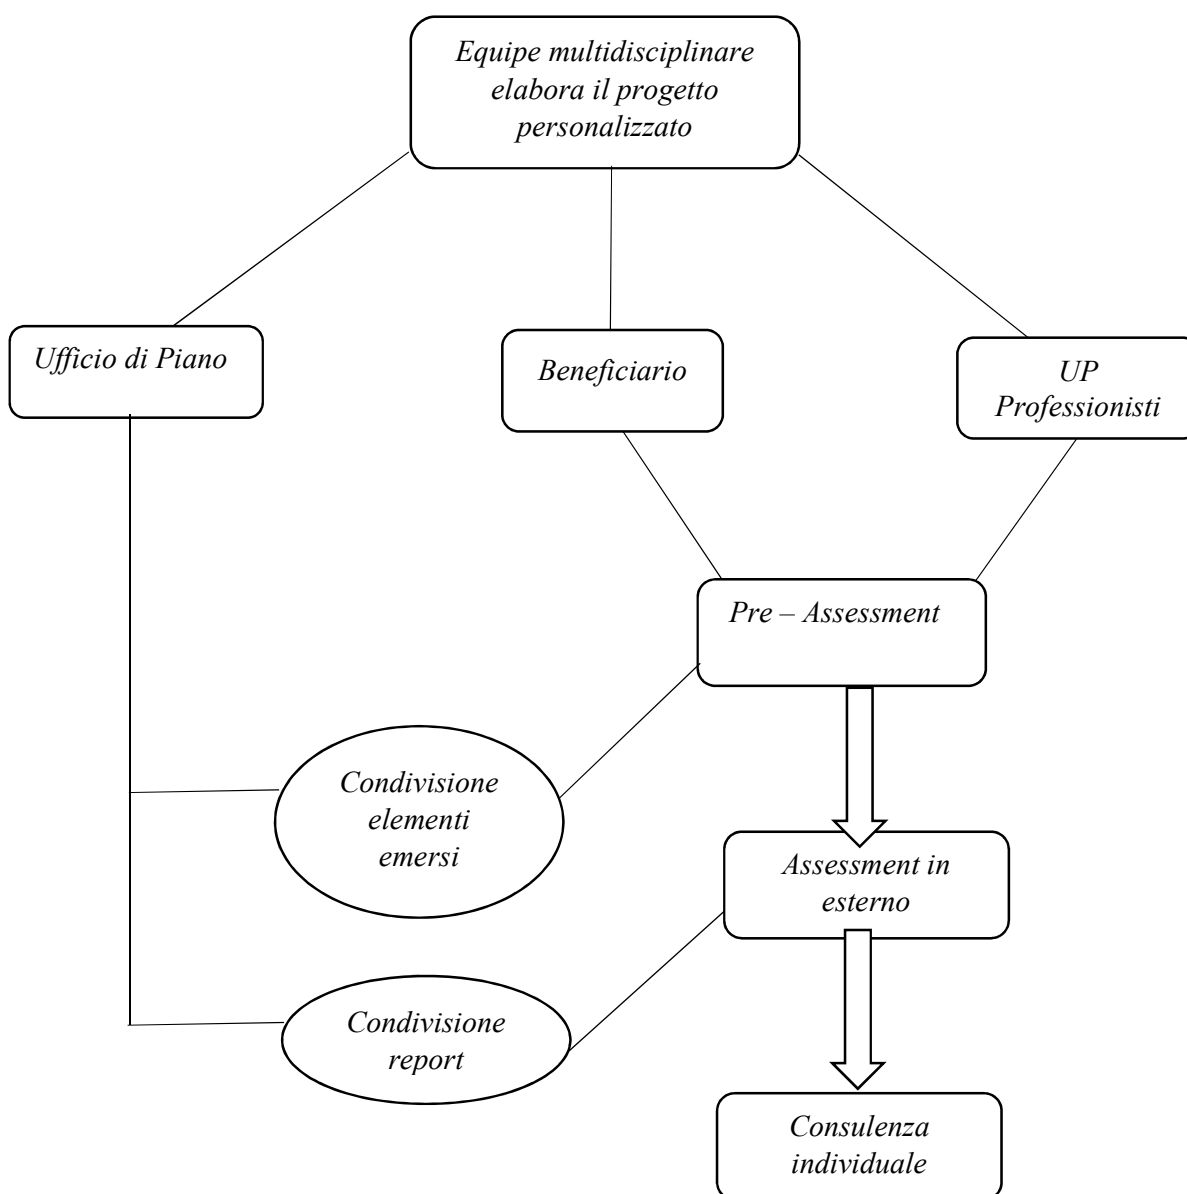 Equipe multidisciplinare
elabora il progetto
personalizzato
Ufficio di Piano
Beneficiario
UP
Professionisti
Pre – Assessment
Condivisione
elementi
emersi
Assessment in
esterno
Condivisione
report
Consulenza
individuale